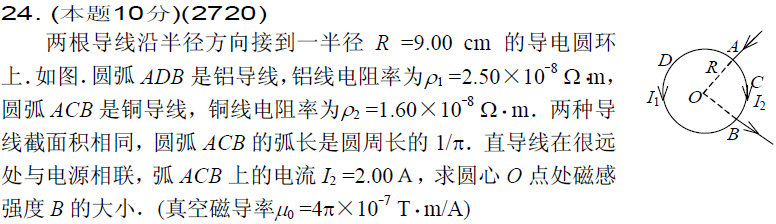 24. (本题10分)(2720)
两根导线沿半径方向接到一半径 R =9.00 cm 的导电圆环
上.如图.圆弧 ADB 是铝导线,铝线电阻率为ρ₁ =2.50×10⁻⁸ Ω·m,
圆弧 ACB 是铜导线,铜线电阻率为ρ₂ =1.60×10⁻⁸ Ω·m. 两种导
线截面积相同,圆弧 ACB 的弧长是圆周长的 1/π. 直导线在很远
处与电源相联,弧 ACB 上的电流 I₂ =2.00 A,求圆心 O 点处磁感
强度 B 的大小. (真空磁导率μ₀ =4π×10⁻⁷ T·m/A)
A
D
R
C
I₁
O
I₂
B